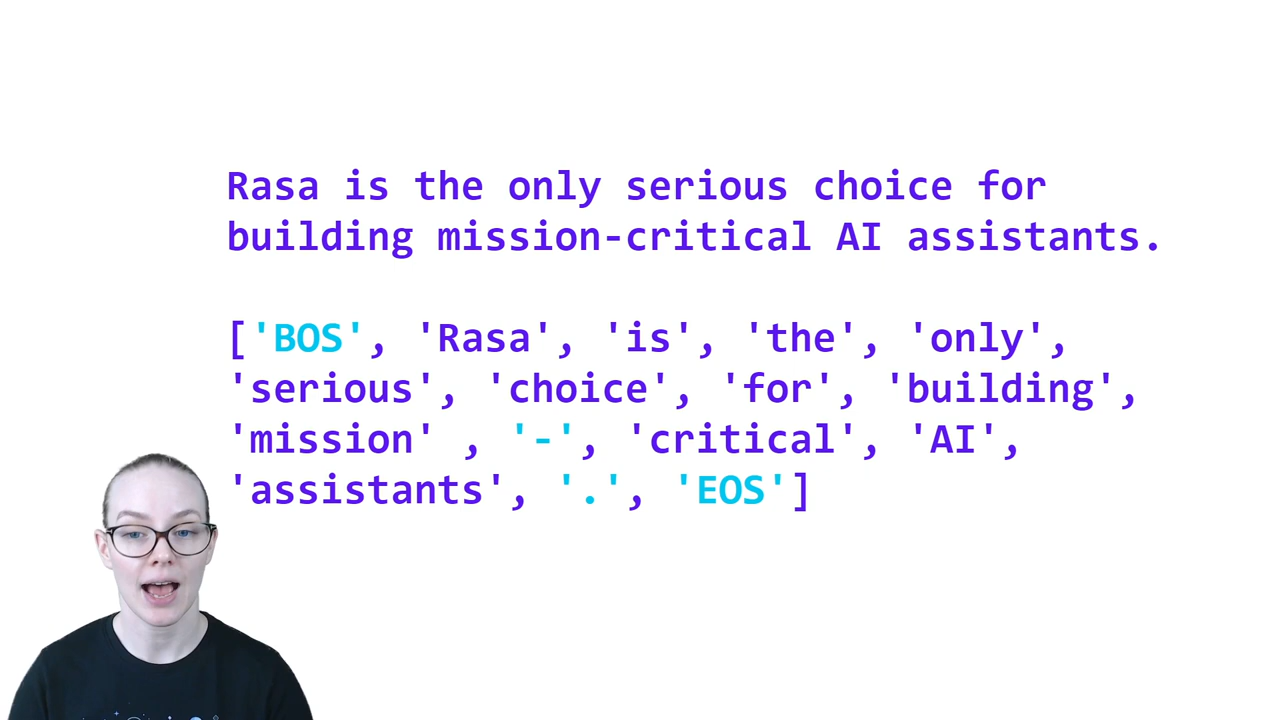 Rasa is the only serious choice for
building mission-critical AI assistants.
['BOS', 'Rasa', 'is', 'the', 'only',
'serious', 'choice', 'for', 'building',
'mission' , '-', 'critical', 'AI',
'assistants', '.', 'EOS']